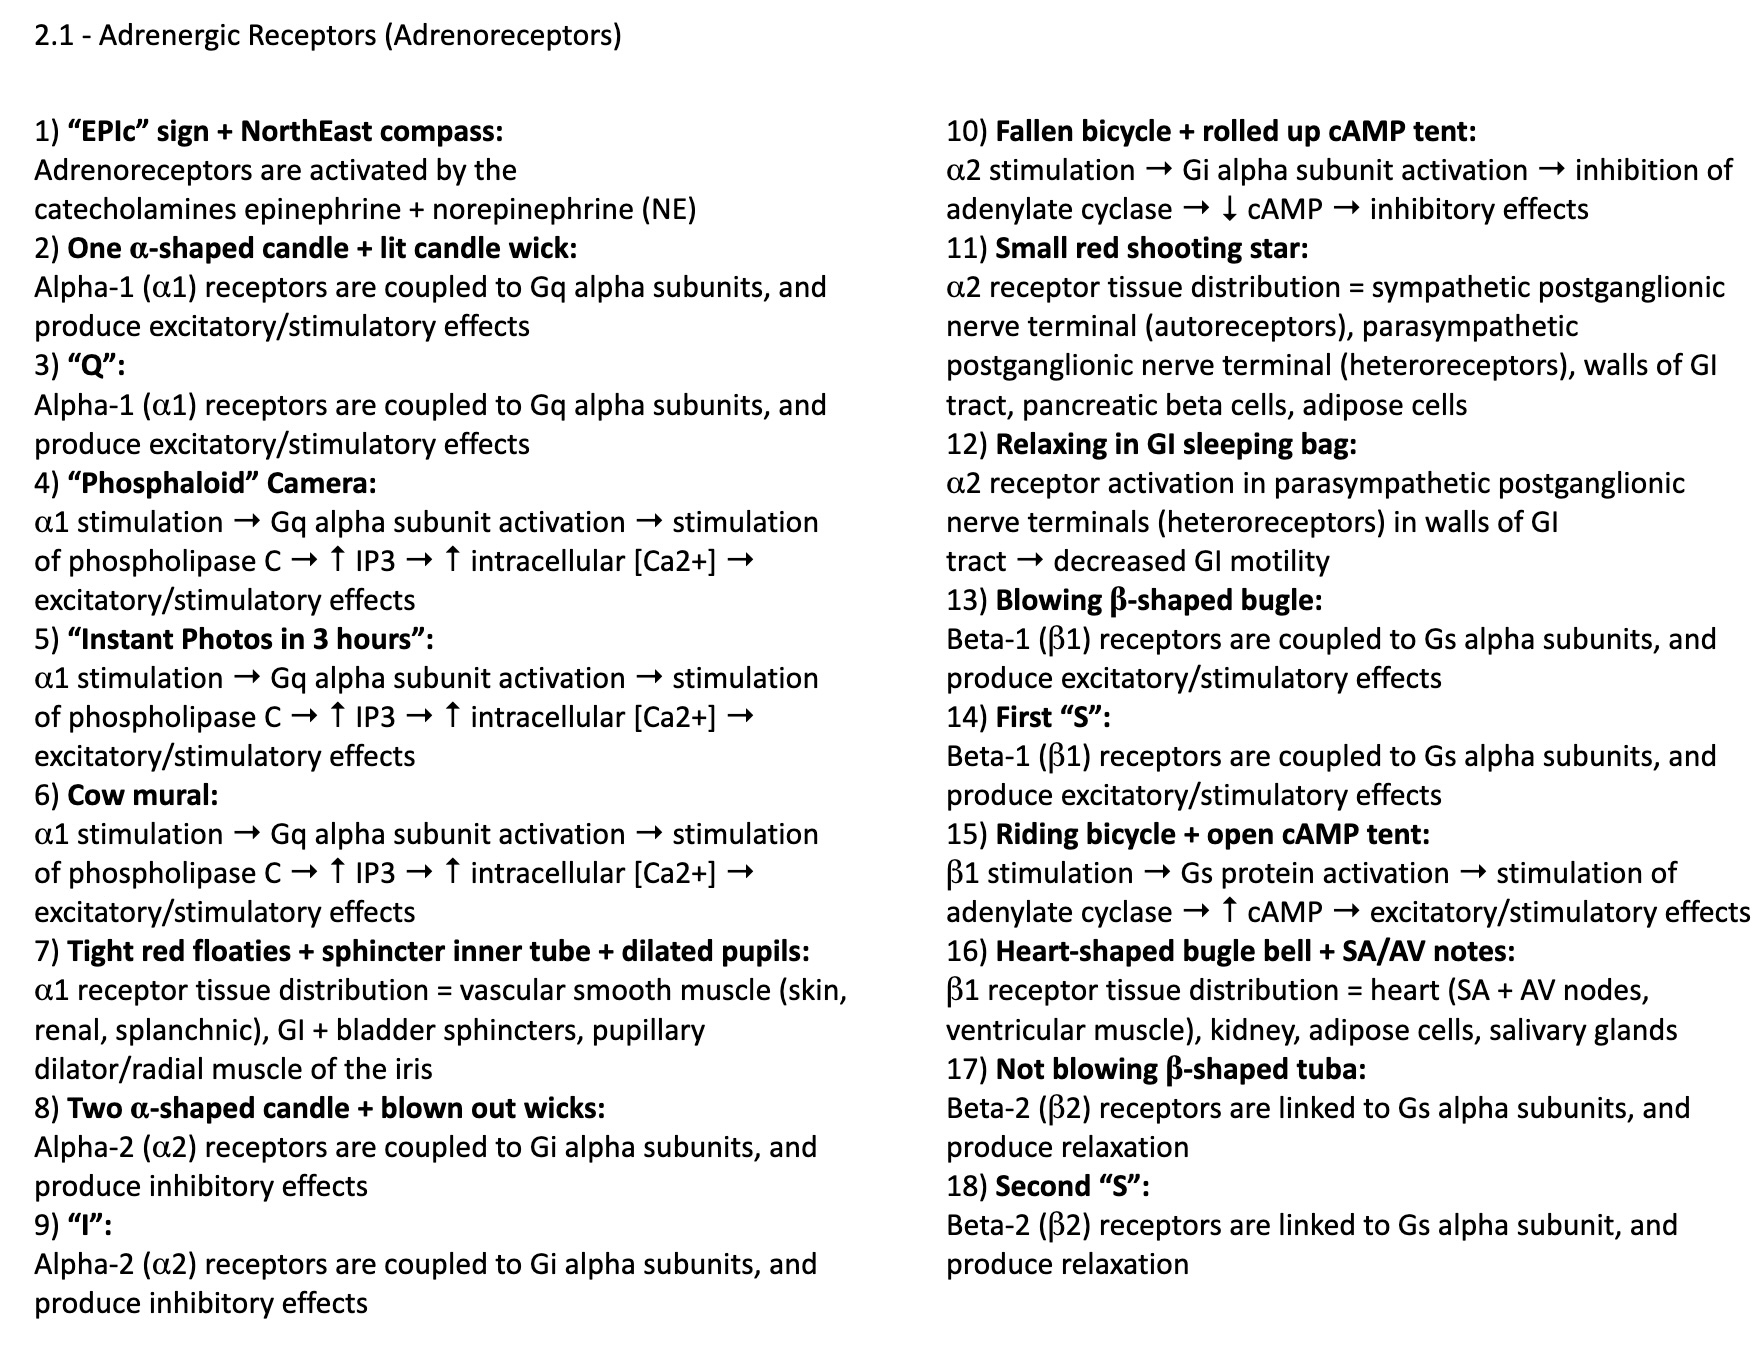 2.1 - Adrenergic Receptors (Adrenoreceptors)
1) “EPIc” sign + NorthEast compass:
Adrenoreceptors are activated by the
catecholamines epinephrine + norepinephrine (NE)
2) One α-shaped candle + lit candle wick:
Alpha-1 (α1) receptors are coupled to Gq alpha subunits, and
produce excitatory/stimulatory effects
3) “Q”:
Alpha-1 (α1) receptors are coupled to Gq alpha subunits, and
produce excitatory/stimulatory effects
4) “Phosphaloid” Camera:
α1 stimulation → Gq alpha subunit activation → stimulation
of phospholipase C → ↑ IP3 → ↑ intracellular [Ca2+] →
excitatory/stimulatory effects
5) “Instant Photos in 3 hours”:
α1 stimulation → Gq alpha subunit activation → stimulation
of phospholipase C → ↑ IP3 → ↑ intracellular [Ca2+] →
excitatory/stimulatory effects
6) Cow mural:
α1 stimulation → Gq alpha subunit activation → stimulation
of phospholipase C → ↑ IP3 → ↑ intracellular [Ca2+] →
excitatory/stimulatory effects
7) Tight red floaties + sphincter inner tube + dilated pupils:
α1 receptor tissue distribution = vascular smooth muscle (skin,
renal, splanchnic), GI + bladder sphincters, pupillary
dilator/radial muscle of the iris
8) Two α-shaped candle + blown out wicks:
Alpha-2 (α2) receptors are coupled to Gi alpha subunits, and
produce inhibitory effects
9) “I”:
Alpha-2 (α2) receptors are coupled to Gi alpha subunits, and
produce inhibitory effects
10) Fallen bicycle + rolled up cAMP tent:
α2 stimulation → Gi alpha subunit activation → inhibition of
adenylate cyclase → ↓ cAMP → inhibitory effects
11) Small red shooting star:
α2 receptor tissue distribution = sympathetic postganglionic
nerve terminal (autoreceptors), parasympathetic
postganglionic nerve terminal (heteroreceptors), walls of GI
tract, pancreatic beta cells, adipose cells
12) Relaxing in GI sleeping bag:
α2 receptor activation in parasympathetic postganglionic
nerve terminals (heteroreceptors) in walls of GI
tract → decreased GI motility
13) Blowing β-shaped bugle:
Beta-1 (β1) receptors are coupled to Gs alpha subunits, and
produce excitatory/stimulatory effects
14) First “S”:
Beta-1 (β1) receptors are coupled to Gs alpha subunits, and
produce excitatory/stimulatory effects
15) Riding bicycle + open cAMP tent:
β1 stimulation → Gs protein activation → stimulation of
adenylate cyclase → ↑ cAMP → excitatory/stimulatory effects
16) Heart-shaped bugle bell + SA/AV notes:
β1 receptor tissue distribution = heart (SA + AV nodes,
ventricular muscle), kidney, adipose cells, salivary glands
17) Not blowing β-shaped tuba:
Beta-2 (β2) receptors are linked to Gs alpha subunits, and
produce relaxation
18) Second “S”:
Beta-2 (β2) receptors are linked to Gs alpha subunit, and
produce relaxation